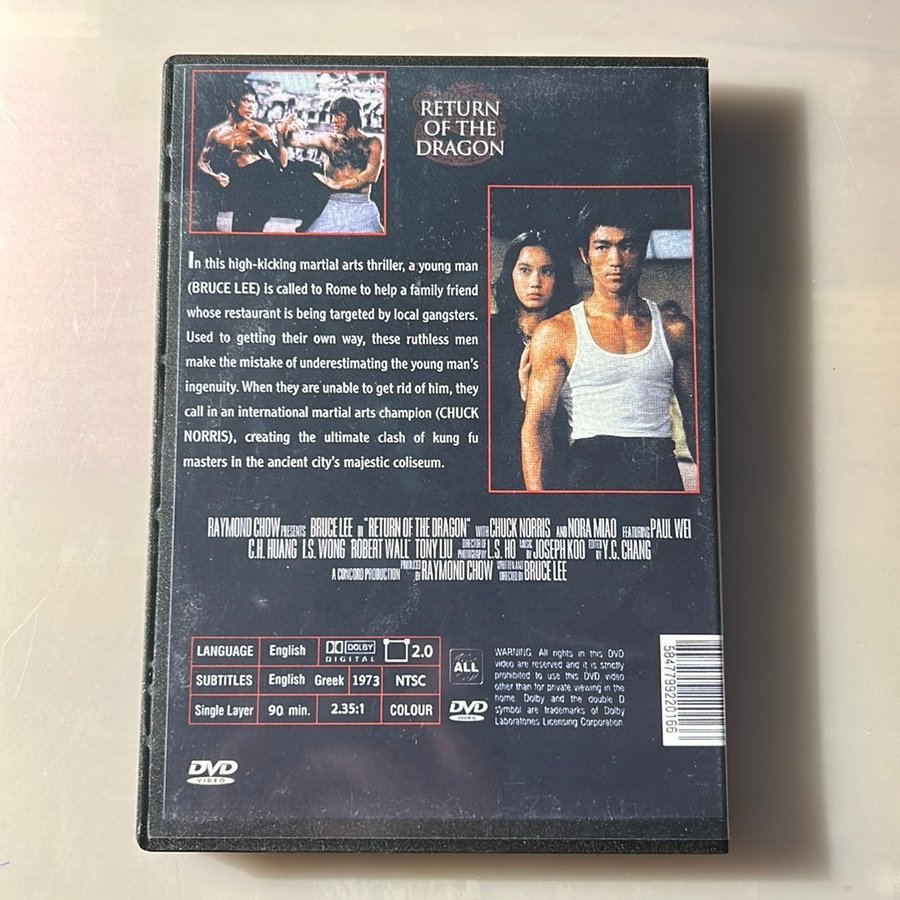 RETURN
OF THE
DRAGON
In this high-kicking martial arts thriller, a young man
(BRUCE LEE) is called to Rome to help a family friend
whose restaurant is being targeted by local gangsters.
Used to getting their own way, these ruthless men
make the mistake of underestimating the young man's
ingenuity. When they are unable to get rid of him, they
call in an international martial arts champion (CHUCK
NORRIS), creating the ultimate clash of kung fu
masters in the ancient city's majestic coliseum.
RAYMOND CHOW PRESENTS BRUCE LEE IN "RETURN OF THE DRAGON" WITH CHUCK NORRIS AND NORA MIAO FEATURING PAUL WEI
C.H. HUANG I.S. WONG ROBERT WALL TONY LIU DIRECTOR OF PHOTOGRAPHY L.S. HO MUSIC BY JOSEPH KOO EDITED BY Y.C. CHANG
A CONCORD PRODUCTION PRODUCED BY RAYMOND CHOW WRITTEN AND DIRECTED BY BRUCE LEE
LANGUAGE English DOLBY DIGITAL 2.0
SUBTITLES English Greek 1973 NTSC
Single Layer 90 min. 2.35:1 COLOUR
ALL
DVD
VIDEO
WARNING: All rights in this DVD
video are reserved and it is strictly
prohibited to use this DVD video
other than for private viewing in the
home. Dolby and the double D
symbol are trademarks of Dolby
Laboratories Licensing Corporation.
5847799220166
DVD
VIDEO